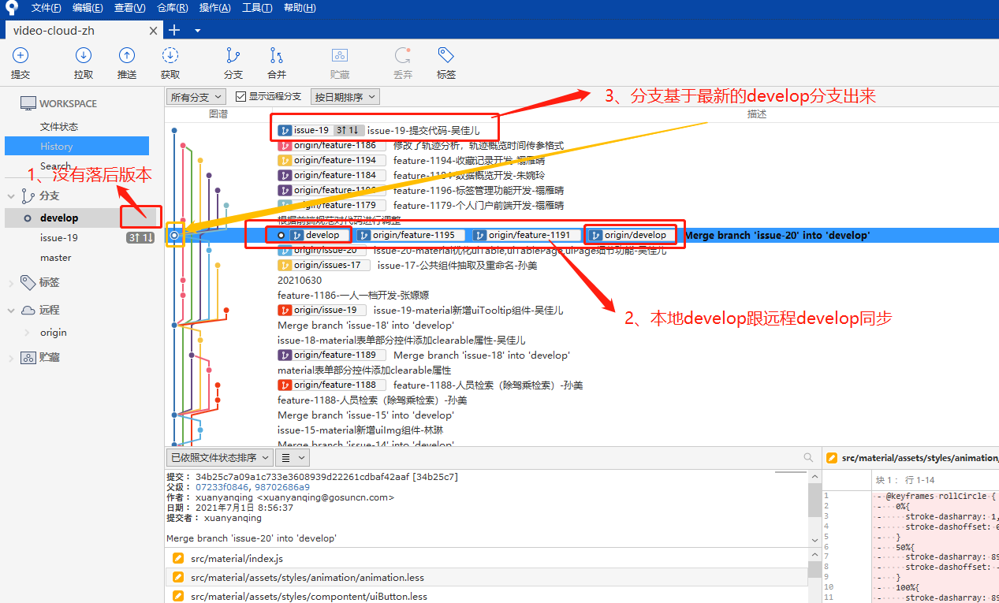 文件(F) 编辑(E) 查看(V) 仓库(R) 操作(A) 工具(T) 帮助(H)
video-cloud-zh
提交 拉取 推送 获取 分支 合并 贮藏 丢弃 标签
WORKSPACE
文件状态
History
Search
1、没有落后版本
分支
develop
issue-19 3↑ 1↓
master
标签
远程
origin
贮藏
所有分支 显示远程分支 按日期排序
3、分支基于最新的develop分支出来
图谱 描述
issue-19 3↑ 1↓ issue-19-提交代码-吴佳儿
origin/feature-1186 修改了轨迹分析，轨迹概览时间传参格式
origin/feature-1194 feature-1194-收藏记录开发-禤雁晴
origin/feature-1184 feature-1184-数据概览开发-朱婉玲
feature-1196-标签管理功能开发-禤雁晴
origin/feature-1179 feature-1179-个人门户前端开发-禤雁晴
根据前端规范对代码进行调整
develop origin/feature-1195 origin/feature-1191 origin/develop Merge branch 'issue-20' into 'develop'
origin/issue-20 issue-20-material优化uiTable,uiTablePage,uiPage细节功能-吴佳儿
origin/issues-17 issue-17-公共组件抽取及重命名-孙美
20210630
feature-1186-一人一档开发-张嫄嫄
origin/issue-19 issue-19-material新增uiTooltip组件-吴佳儿
2、本地develop跟远程develop同步
Merge branch 'issue-18' into 'develop'
issue-18-material表单部分控件添加clearable属性-吴佳儿
origin/feature-1189 Merge branch 'issue-18' into 'develop'
material表单部分控件添加clearable属性
origin/feature-1188 feature-1188-人员检索（除驾乘检索）-孙美
feature-1188-人员检索（除驾乘检索）-孙美
Merge branch 'issue-15' into 'develop'
issue-15-material新增uiImg组件-林琳
Merge branch 'issue-14' into 'develop'
已依照文件状态排序
提交： 34b25c7a09a1c733e3608939d22261cdbaf42aaf [34b25c7]
父级： 07233f0846, 98702686a9
作者： xuanyanqing <xuanyanqing@gosuncn.com>
日期： 2021年7月1日 8:56:37
提交者： xuanyanqing
Merge branch 'issue-20' into 'develop'
src/material/index.js
src/material/assets/styles/animation/animation.less
src/material/assets/styles/compontent/uiButton.less
src/material/assets/styles/animation/
块 1： 行 1-14
1 - @keyframes rollCircle {
2 - 0%{
3 - stroke-dasharray: 1,
4 - stroke-dashoffset: 0
5 - }
6 - 50%{
7 - stroke-dasharray: 89
8 - stroke-dashoffset: -
9 - }
10 - 100%{
11 - stroke-dasharray: 89